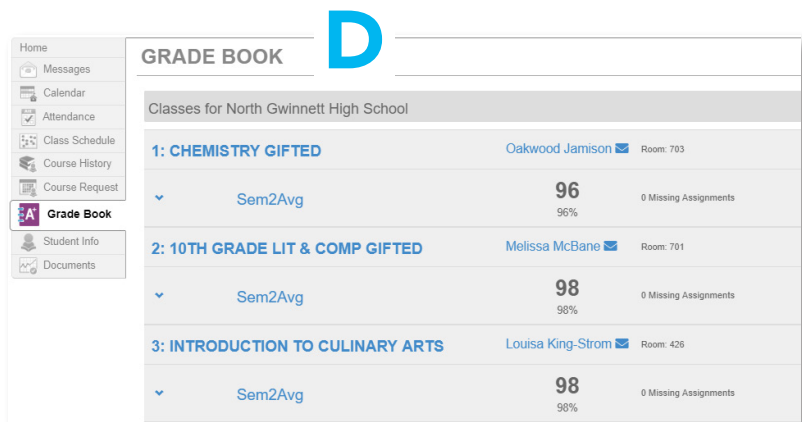 D
Home
GRADE BOOK
Messages
Calendar
Attendance
Class Schedule
Course History
Course Request
A+ Grade Book
Student Info
Documents
Classes for North Gwinnett High School
1: CHEMISTRY GIFTED Oakwood Jamison Room: 703
Sem2Avg 96 0 Missing Assignments
96%
2: 10TH GRADE LIT & COMP GIFTED Melissa McBane Room: 701
Sem2Avg 98 0 Missing Assignments
98%
3: INTRODUCTION TO CULINARY ARTS Louisa King-Strom Room: 426
Sem2Avg 98 0 Missing Assignments
98%